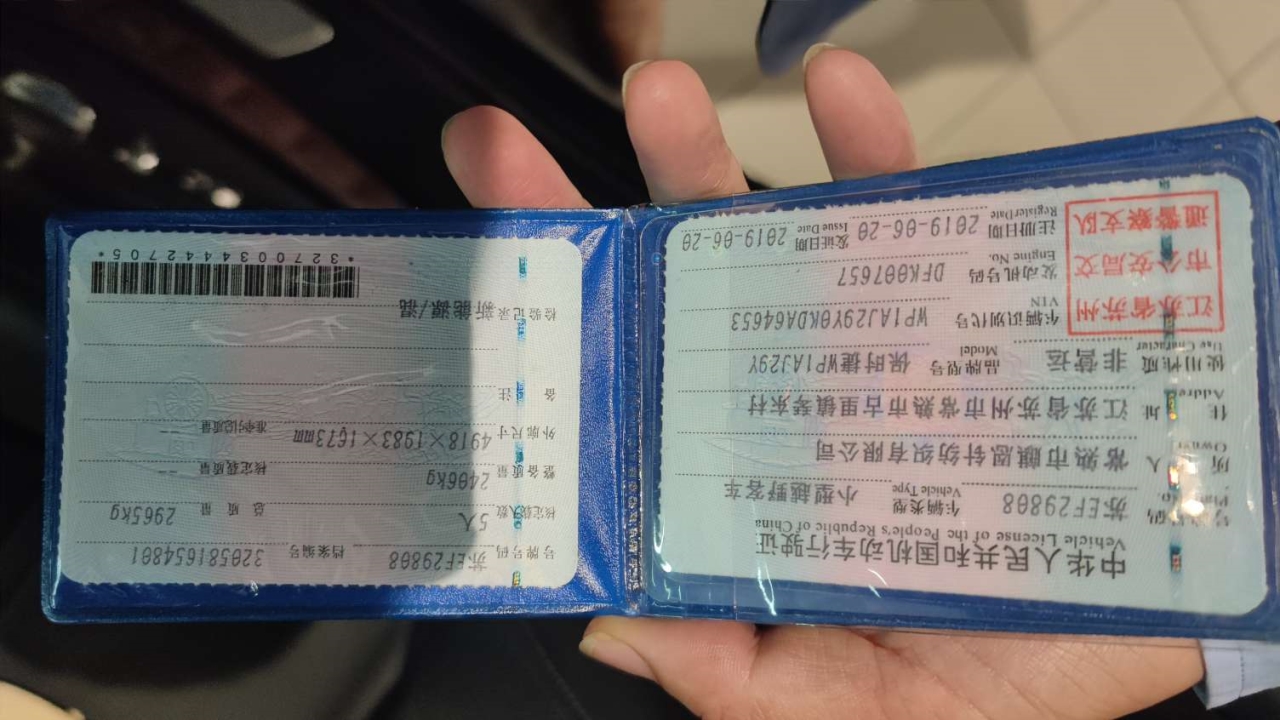 中华人民共和国机动车行驶证
Vehicle License of the People's Republic of China
号牌号码 苏EF29808 车辆类型 小型越野客车
Plate No. Vehicle Type
所有人 常熟市颜恩针纺织有限公司
Owner
住址 江苏省苏州市常熟市古里镇琴东村
Address
使用性质 非营运 品牌型号 保时捷WP1AJ29Y
Use Character Model
江苏省苏州
市公安局交
通警察支队
车辆识别代号 WP1AJ29Y0KDA64653
VIN
发动机号码 DFK007657
Engine No.
注册日期 2019-06-20 发证日期 2019-06-20
Register Date Issue Date
号牌号码 苏EF29808 档案编号 320581654801
核定载人数 5人 总质量 2965kg
整备质量 2406kg 核定载质量 --
外廓尺寸 4918×1983×1673mm 准牵引总质量 --
备注
检验记录 新能源/混
*3270034442705*